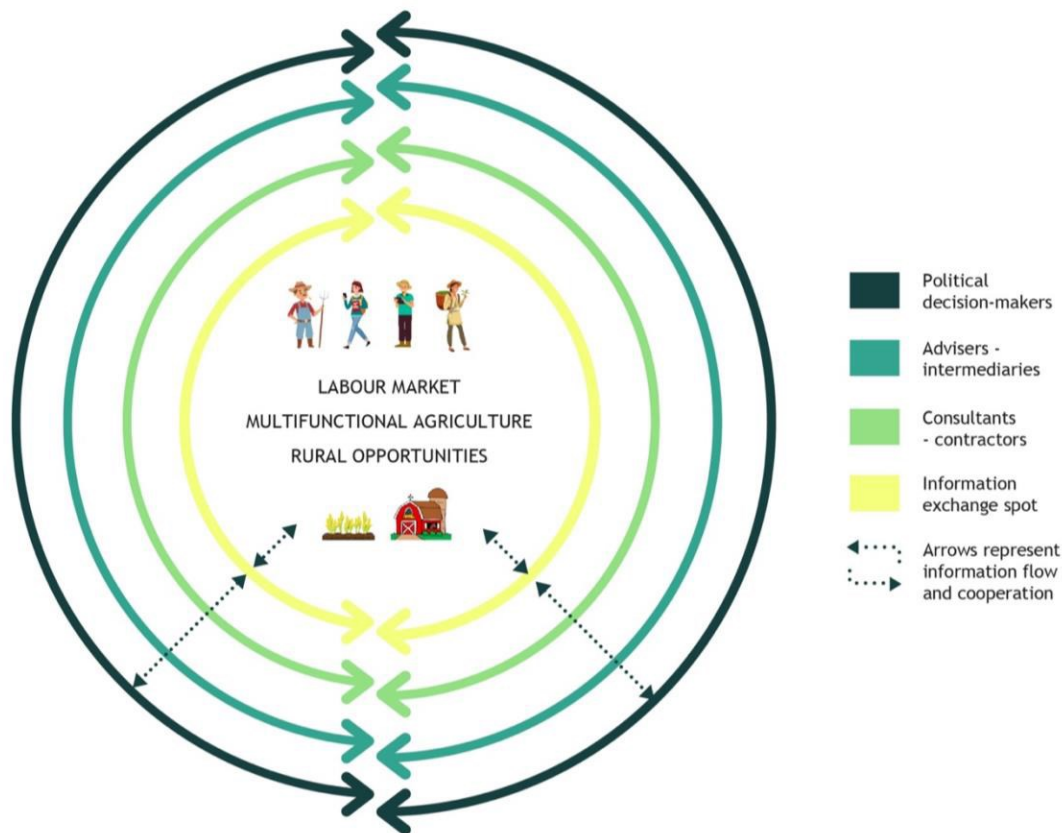 LABOUR MARKET
MULTIFUNCTIONAL AGRICULTURE
RURAL OPPORTUNITIES
Political
decision-makers
Advisers -
intermediaries
Consultants
- contractors
Information
exchange spot
Arrows represent
information flow
and cooperation